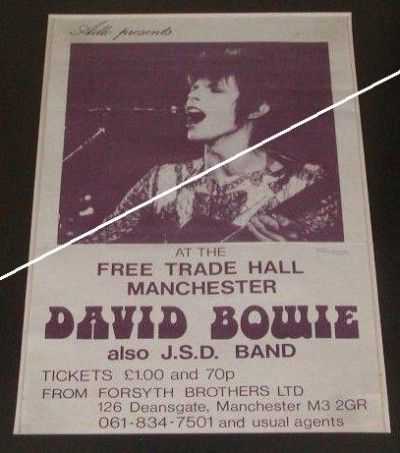 presents
AT THE
FREE TRADE HALL
MANCHESTER
DAVID BOWIE
also J.S.D. BAND
TICKETS £1.00 and 70p
FROM FORSYTH BROTHERS LTD
126 Deansgate, Manchester M3 2GR
061-834-7501 and usual agents